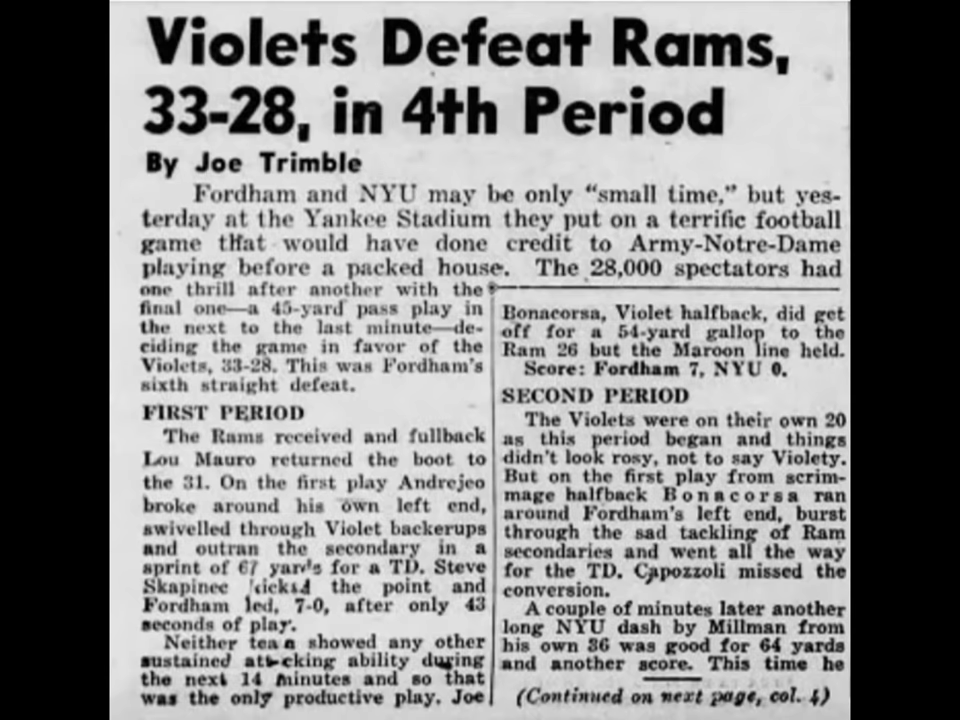 Violets Defeat Rams,
33-28, in 4th Period
By Joe Trimble
Fordham and NYU may be only "small time," but yes-
terday at the Yankee Stadium they put on a terrific football
game that would have done credit to Army-Notre-Dame
playing before a packed house. The 28,000 spectators had
one thrill after another with the
final one—a 45-yard pass play in
the next to the last minute—de-
ciding the game in favor of the
Violets, 33-28. This was Fordham's
sixth straight defeat.
FIRST PERIOD
The Rams received and fullback
Lou Mauro returned the boot to
the 31. On the first play Andrejco
broke around his own left end,
swivelled through Violet backerups
and outran the secondary in a
sprint of 67 yards for a TD. Steve
Skapinec kicked the point and
Fordham led, 7-0, after only 43
seconds of play.
Neither team showed any other
sustained attacking ability during
the next 14 minutes and so that
was the only productive play. Joe
Bonacorsa, Violet halfback, did get
off for a 54-yard gallop to the
Ram 26 but the Maroon line held.
Score: Fordham 7, NYU 0.
SECOND PERIOD
The Violets were on their own 20
as this period began and things
didn't look rosy, not to say Violety.
But on the first play from scrim-
mage halfback Bonacorsa ran
around Fordham's left end, burst
through the sad tackling of Ram
secondaries and went all the way
for the TD. Capozzoli missed the
conversion.
A couple of minutes later another
long NYU dash by Millman from
his own 36 was good for 64 yards
and another score. This time he
(Continued on next page, col. 4)